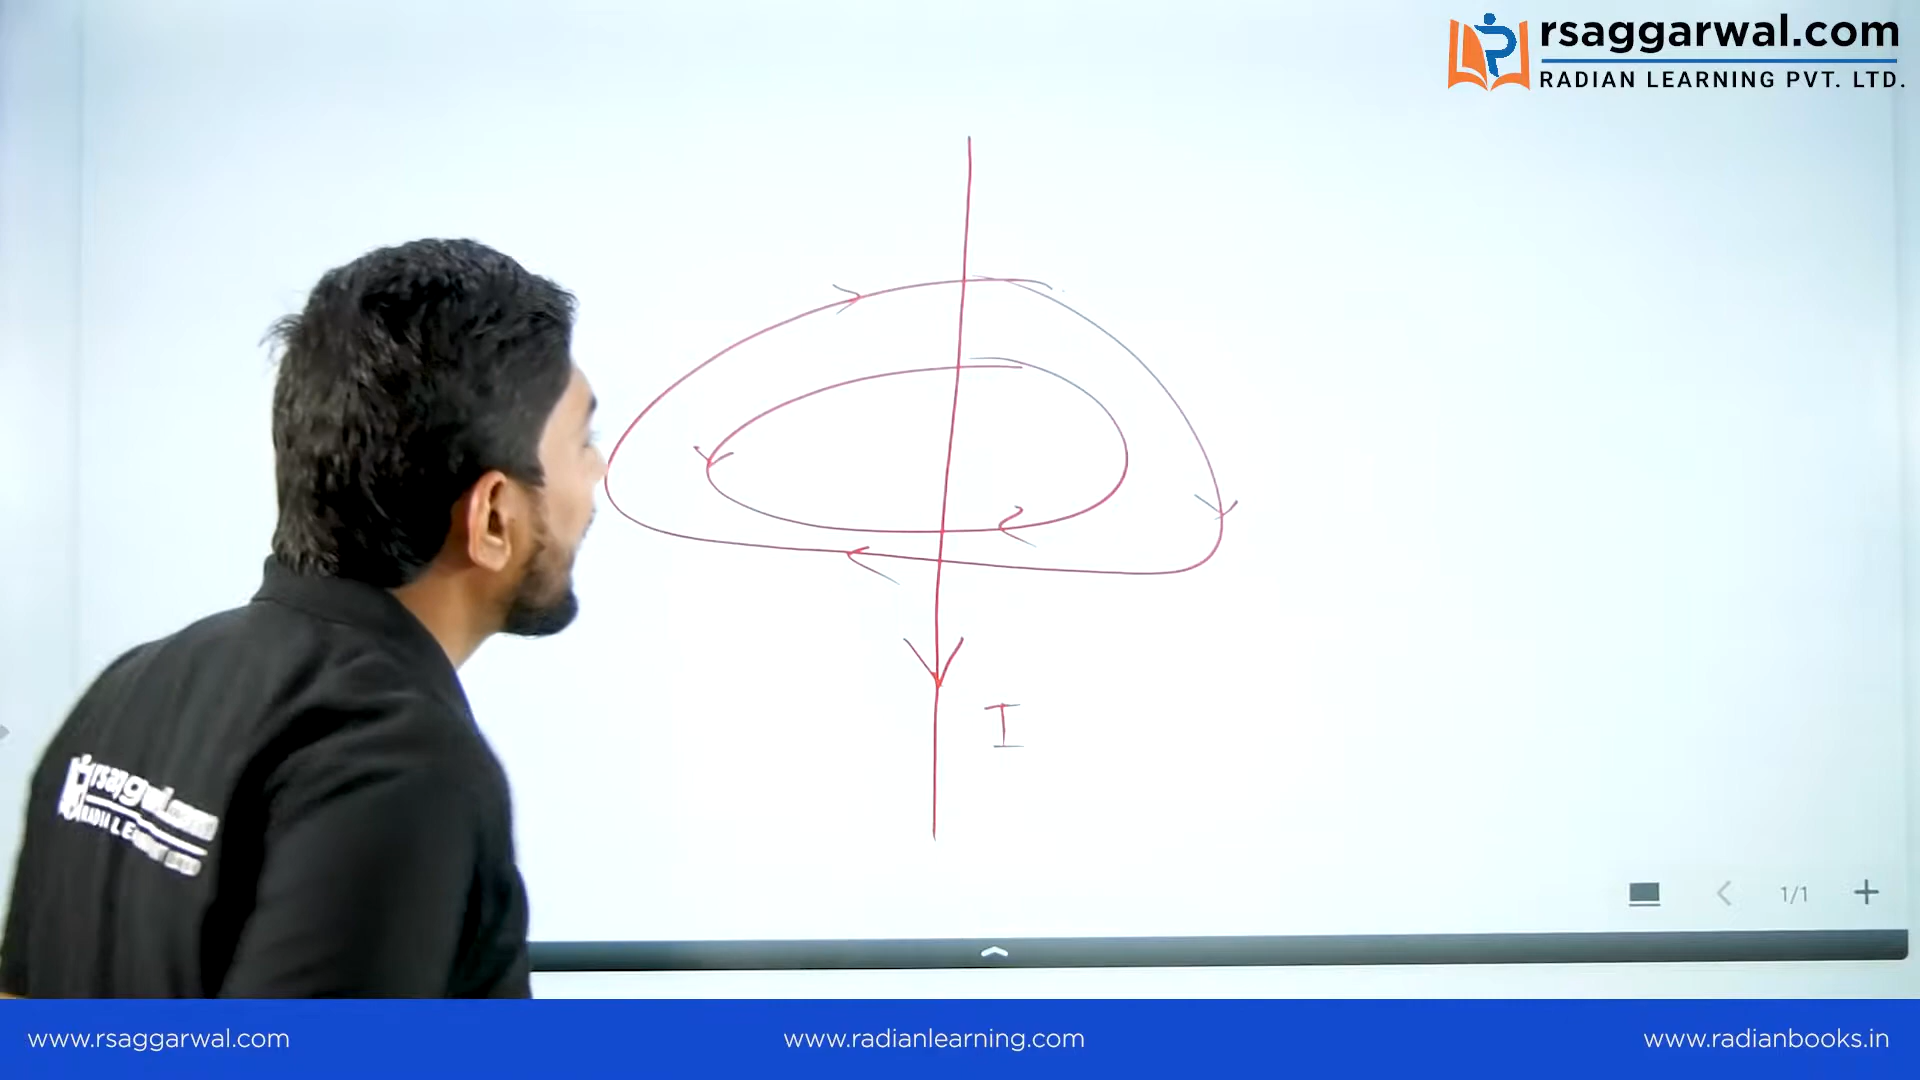 rsaggarwal.com
RADIAN LEARNING PVT. LTD.
I
1/1
www.rsaggarwal.com
www.radianlearning.com
www.radianbooks.in